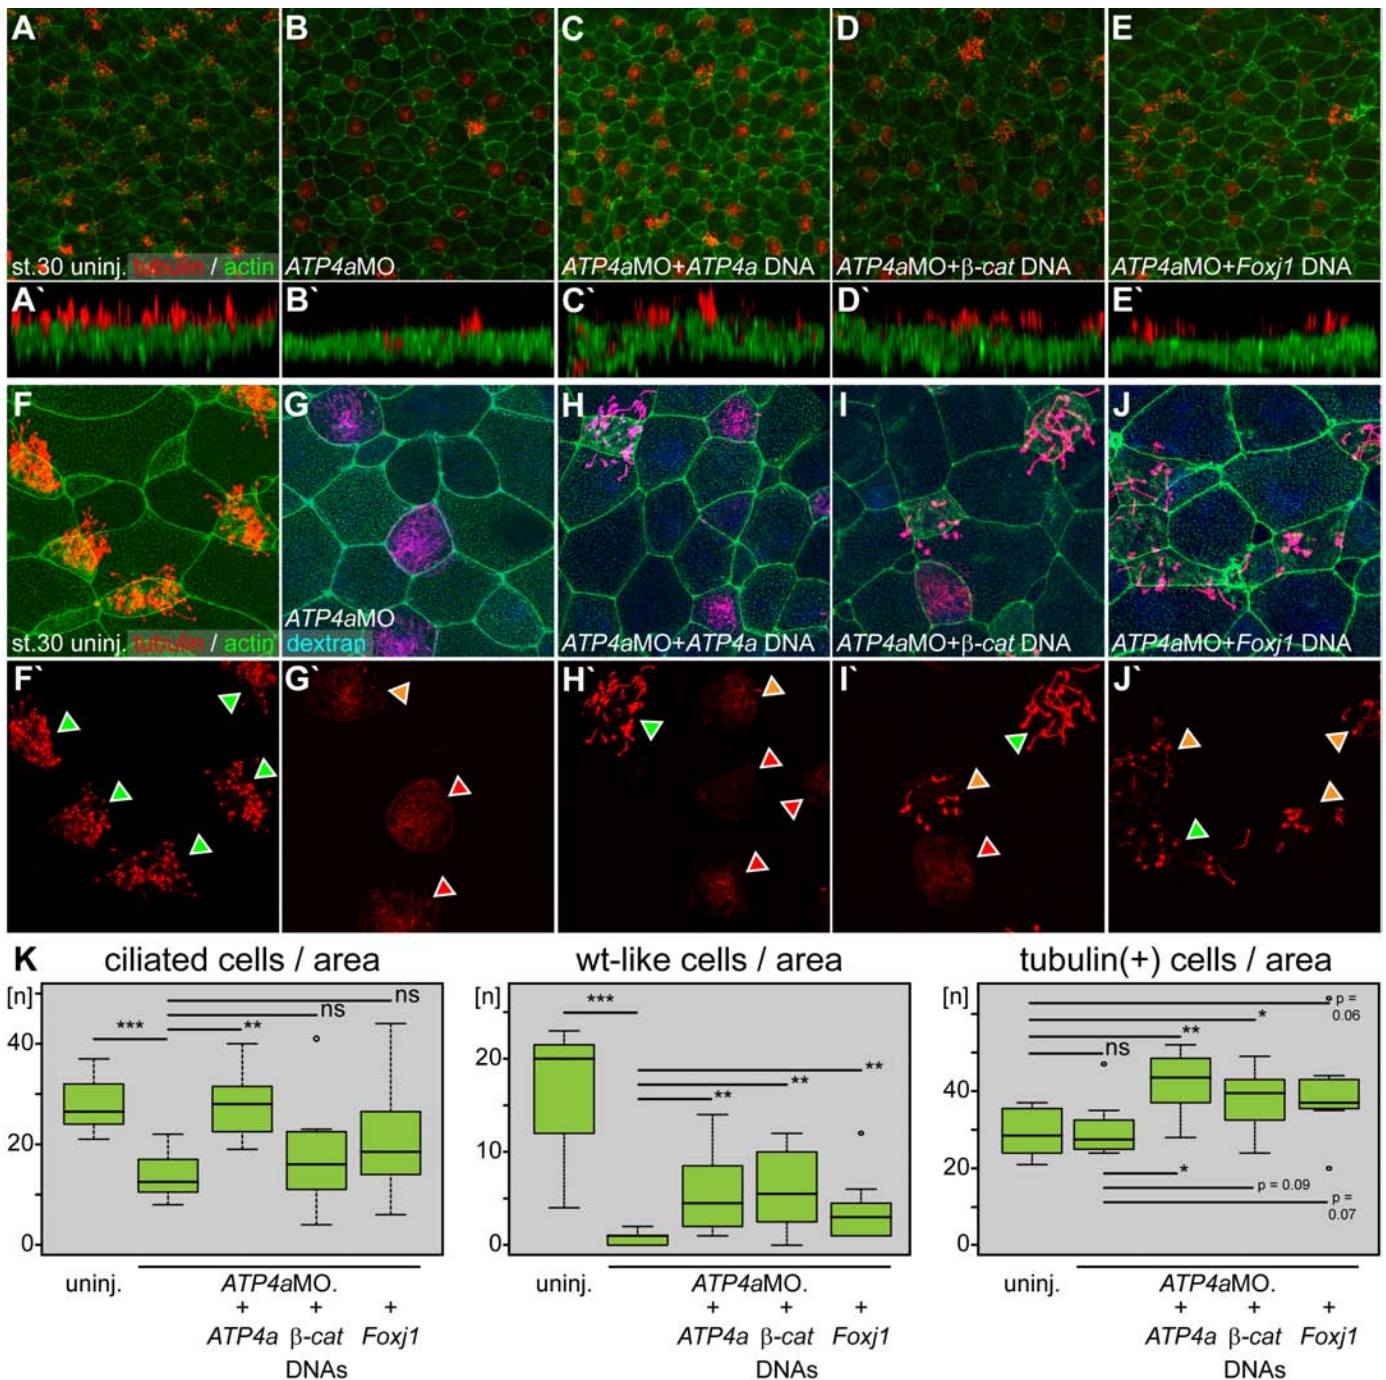 A B C D E
st.30 uninj. tubulin / actin ATP4aMO ATP4aMO+ATP4a DNA ATP4aMO+β-cat DNA ATP4aMO+Foxj1 DNA
A` B` C` D` E`
F G H I J
ATP4aMO
st.30 uninj. tubulin / actin dextran ATP4aMO+ATP4a DNA ATP4aMO+β-cat DNA ATP4aMO+Foxj1 DNA
F` G` H` I` J`
K ciliated cells / area wt-like cells / area tubulin(+) cells / area
[n] *** ** ns ns 40 20 0
uninj. ATP4aMO.
+ + +
ATP4a β-cat Foxj1
DNAs
[n] *** ** ** ** 20 10 0
uninj. ATP4aMO.
+ + +
ATP4a β-cat Foxj1
DNAs
[n] ns ** * p = 0.06 40 20 0 * p = 0.09 p = 0.07
uninj. ATP4aMO.
+ + +
ATP4a β-cat Foxj1
DNAs